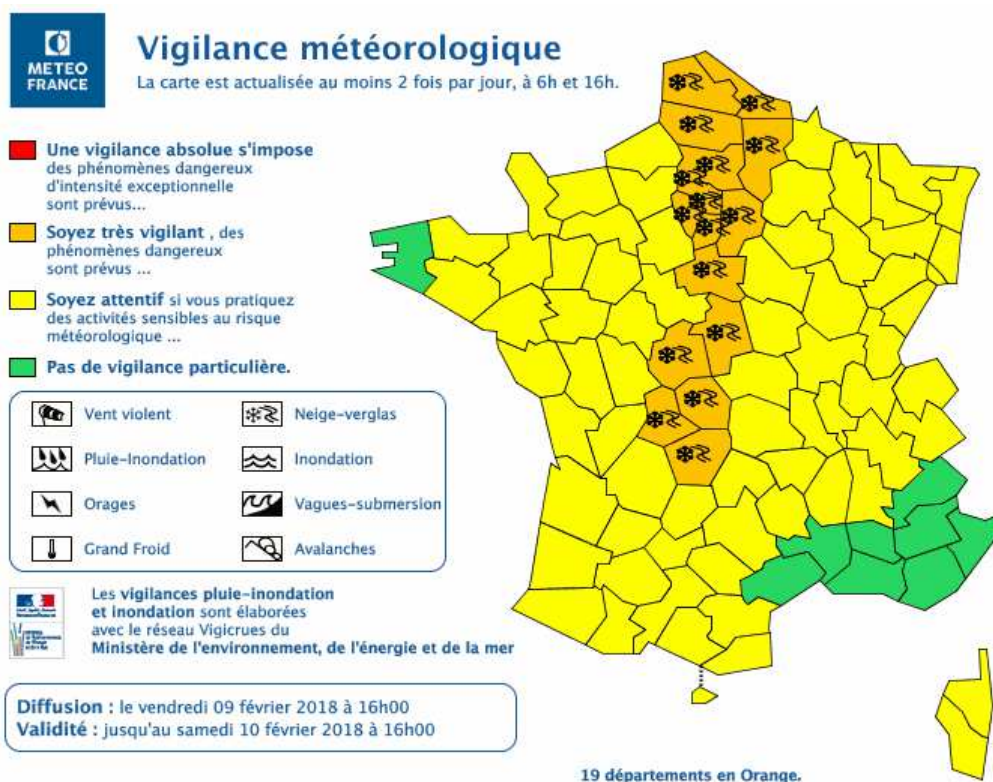 METEO
FRANCE
Vigilance météorologique
La carte est actualisée au moins 2 fois par jour, à 6h et 16h.
Une vigilance absolue s'impose
des phénomènes dangereux
d'intensité exceptionnelle
sont prévus...
Soyez très vigilant , des
phénomènes dangereux
sont prévus ...
Soyez attentif si vous pratiquez
des activités sensibles au risque
météorologique ...
Pas de vigilance particulière.
Vent violent
Neige-verglas
Pluie-Inondation
Inondation
Orages
Vagues-submersion
Grand Froid
Avalanches
Les vigilances pluie-inondation
et inondation sont élaborées
avec le réseau Vigicrues du
Ministère de l'environnement, de l'énergie et de la mer
Diffusion : le vendredi 09 février 2018 à 16h00
Validité : jusqu'au samedi 10 février 2018 à 16h00
19 départements en Orange.